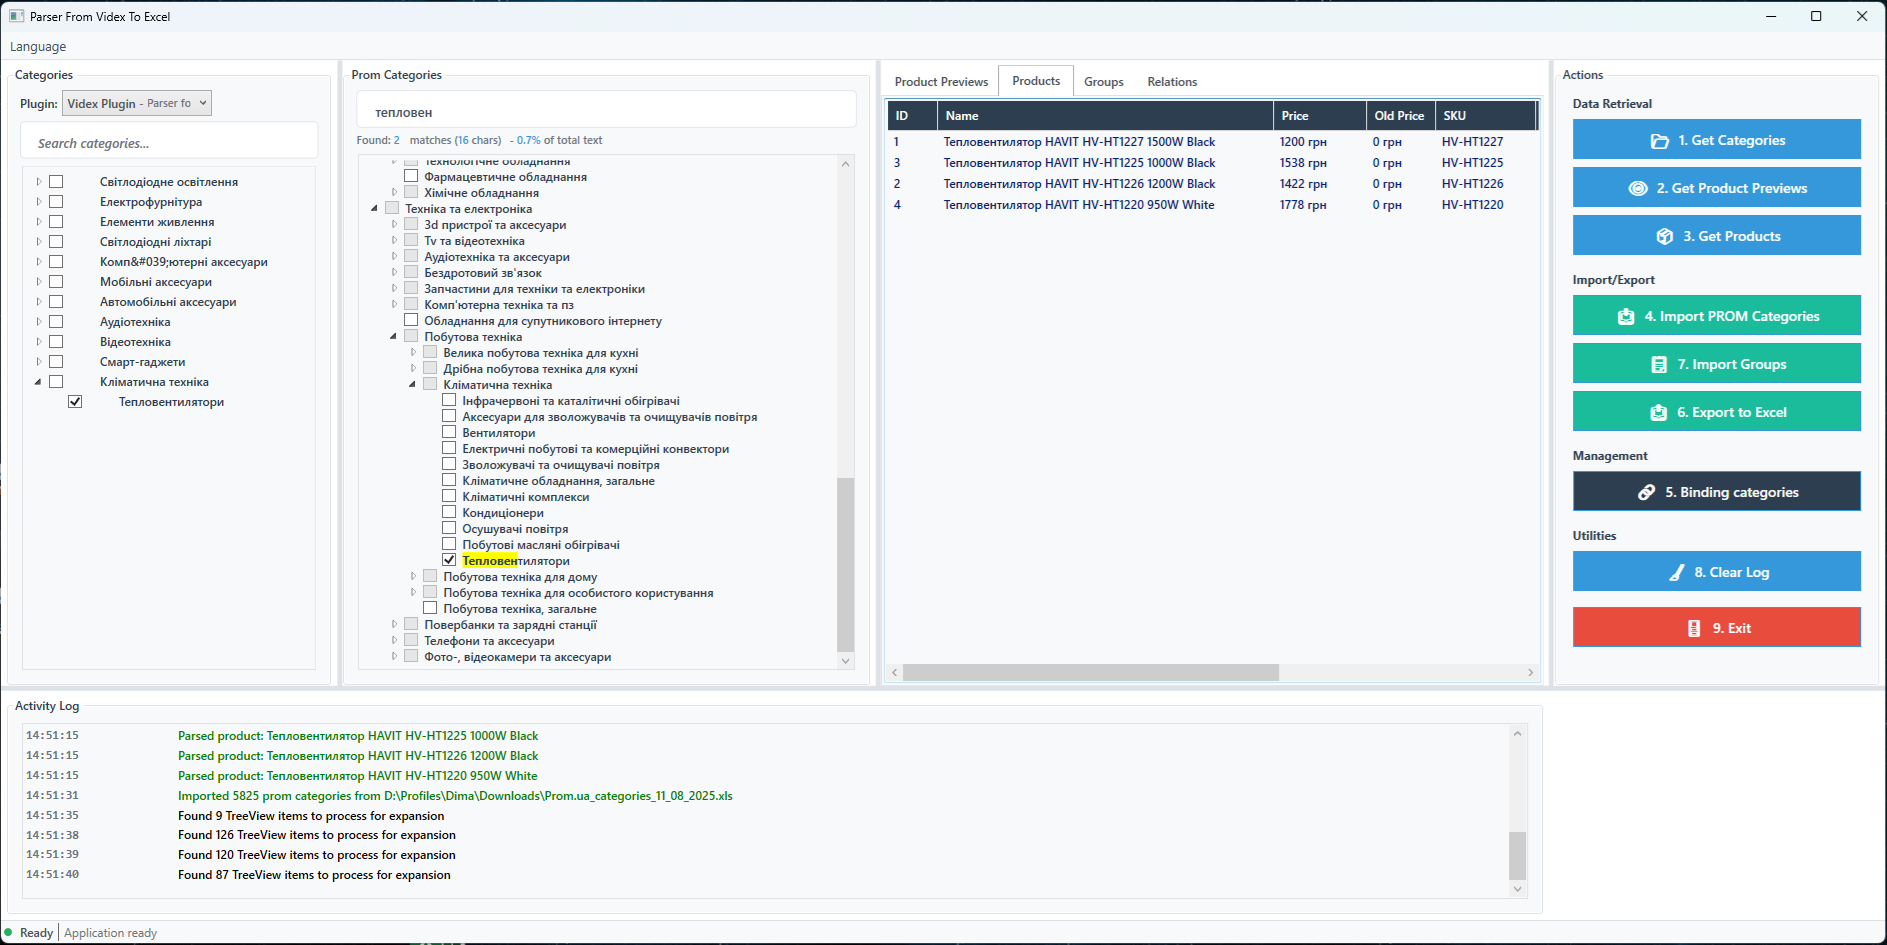 Parser From Videx To Excel
Language
Categories
Plugin: Videx Plugin - Parser fo
Search categories...
Світлодіодне освітлення
Електрофурнітура
Елементи живлення
Світлодіодні ліхтарі
Комп&#039;ютерні аксесуари
Мобільні аксесуари
Автомобільні аксесуари
Аудіотехніка
Відеотехніка
Смарт-гаджети
Кліматична техніка
Тепловентилятори
Prom Categories
тепловен
Found: 2 matches (16 chars) - 0.7% of total text
Технологічне обладнання
Фармацевтичне обладнання
Хімічне обладнання
Техніка та електроніка
3d пристрої та аксесуари
Tv та відеотехніка
Аудіотехніка та аксесуари
Бездротовий зв'язок
Запчастини для техніки та електроніки
Комп'ютерна техніка та пз
Обладнання для супутникового інтернету
Побутова техніка
Велика побутова техніка для кухні
Дрібна побутова техніка для кухні
Кліматична техніка
Інфрачервоні та каталітичні обігрівачі
Аксесуари для зволожувачів та очищувачів повітря
Вентилятори
Електричні побутові та комерційні конвектори
Зволожувачі та очищувачі повітря
Кліматичне обладнання, загальне
Кліматичні комплекси
Кондиціонери
Осушувачі повітря
Побутові масляні обігрівачі
Тепловентилятори
Побутова техніка для дому
Побутова техніка для особистого користування
Побутова техніка, загальне
Повербанки та зарядні станції
Телефони та аксесуари
Фото-, відеокамери та аксесуари
Product Previews Products Groups Relations
ID Name Price Old Price SKU
1 Тепловентилятор HAVIT HV-HT1227 1500W Black 1200 грн 0 грн HV-HT1227
3 Тепловентилятор HAVIT HV-HT1225 1000W Black 1538 грн 0 грн HV-HT1225
2 Тепловентилятор HAVIT HV-HT1226 1200W Black 1422 грн 0 грн HV-HT1226
4 Тепловентилятор HAVIT HV-HT1220 950W White 1778 грн 0 грн HV-HT1220
Actions
Data Retrieval
1. Get Categories
2. Get Product Previews
3. Get Products
Import/Export
4. Import PROM Categories
7. Import Groups
6. Export to Excel
Management
5. Binding categories
Utilities
8. Clear Log
9. Exit
Activity Log
14:51:15 Parsed product: Тепловентилятор HAVIT HV-HT1225 1000W Black
14:51:15 Parsed product: Тепловентилятор HAVIT HV-HT1226 1200W Black
14:51:15 Parsed product: Тепловентилятор HAVIT HV-HT1220 950W White
14:51:31 Imported 5825 prom categories from D:\Profiles\Dima\Downloads\Prom.ua_categories_11_08_2025.xls
14:51:35 Found 9 TreeView items to process for expansion
14:51:38 Found 126 TreeView items to process for expansion
14:51:39 Found 120 TreeView items to process for expansion
14:51:40 Found 87 TreeView items to process for expansion
Ready Application ready